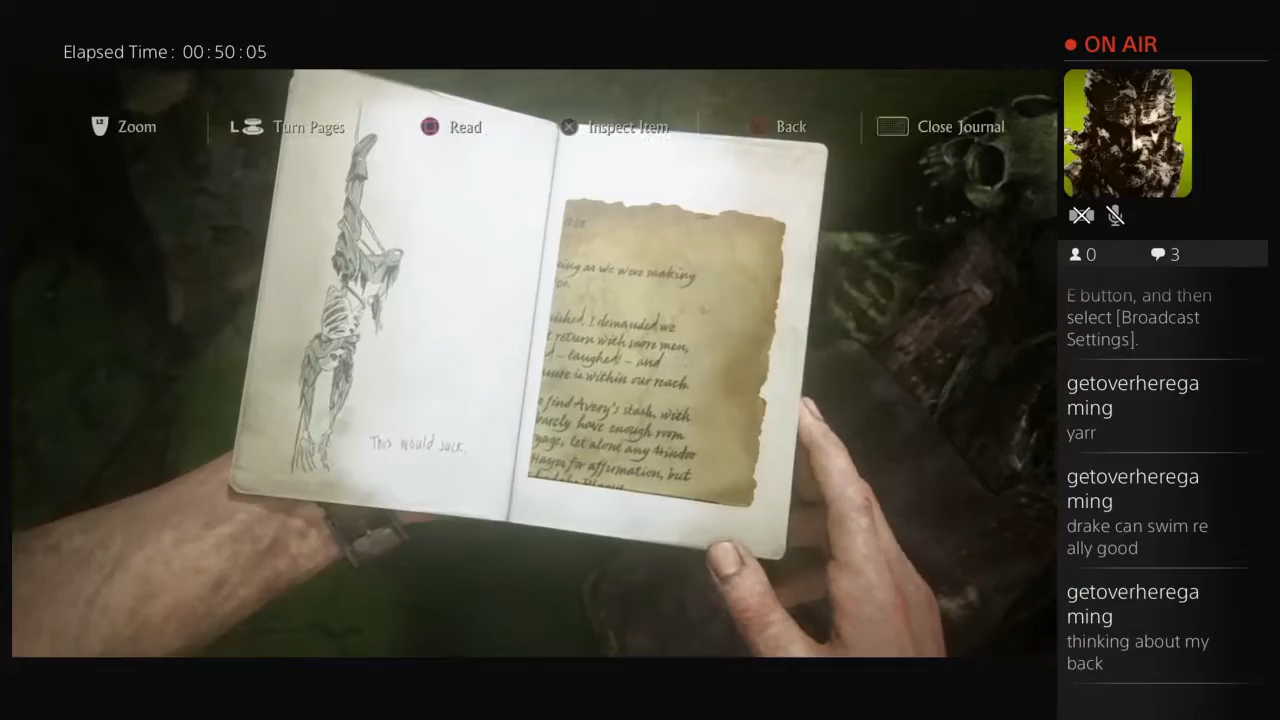 Elapsed Time: 00:50:05
ON AIR
L2 Zoom
L Turn Pages
Read
Inspect Item
Back
Close Journal
This would suck.
as we were making
I demanded we
return with more men,
– laughed! – and
is within our reach.
find Avery's stash, with
barely have enough room
let alone any Hindoo
for affirmation, but
0
3
E button, and then
select [Broadcast
Settings].
getoverherega
ming
yarr
getoverherega
ming
drake can swim re
ally good
getoverherega
ming
thinking about my
back